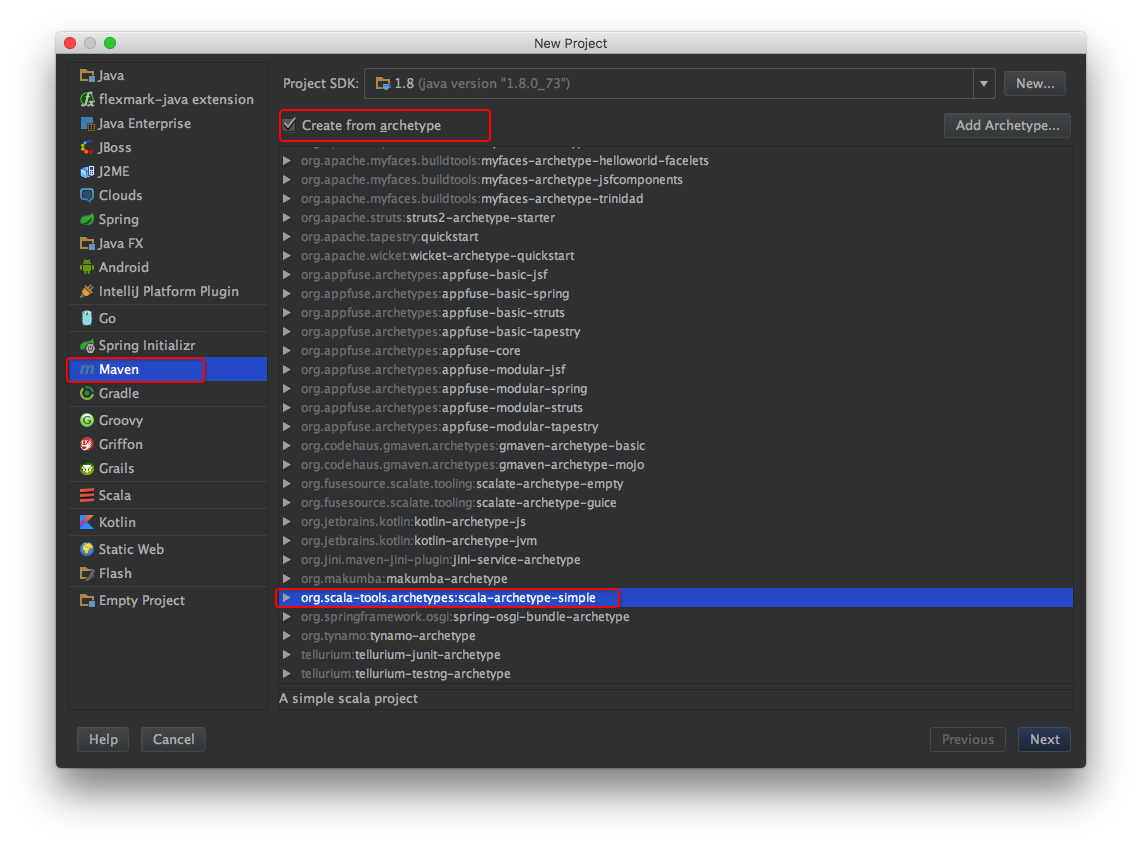 New Project
Java
flexmark-java extension
Java Enterprise
JBoss
J2ME
Clouds
Spring
Java FX
Android
IntelliJ Platform Plugin
Go
Spring Initializr
Maven
Gradle
Groovy
Griffon
Grails
Scala
Kotlin
Static Web
Flash
Empty Project
Project SDK: 1.8 (java version "1.8.0_73") New...
Create from archetype Add Archetype...
org.apache.myfaces.buildtools:myfaces-archetype-helloworld-facelets
org.apache.myfaces.buildtools:myfaces-archetype-jsfcomponents
org.apache.myfaces.buildtools:myfaces-archetype-trinidad
org.apache.struts:struts2-archetype-starter
org.apache.tapestry:quickstart
org.apache.wicket:wicket-archetype-quickstart
org.appfuse.archetypes:appfuse-basic-jsf
org.appfuse.archetypes:appfuse-basic-spring
org.appfuse.archetypes:appfuse-basic-struts
org.appfuse.archetypes:appfuse-basic-tapestry
org.appfuse.archetypes:appfuse-core
org.appfuse.archetypes:appfuse-modular-jsf
org.appfuse.archetypes:appfuse-modular-spring
org.appfuse.archetypes:appfuse-modular-struts
org.appfuse.archetypes:appfuse-modular-tapestry
org.codehaus.gmaven.archetypes:gmaven-archetype-basic
org.codehaus.gmaven.archetypes:gmaven-archetype-mojo
org.fusesource.scalate.tooling:scalate-archetype-empty
org.fusesource.scalate.tooling:scalate-archetype-guice
org.jetbrains.kotlin:kotlin-archetype-js
org.jetbrains.kotlin:kotlin-archetype-jvm
org.jini.maven-jini-plugin:jini-service-archetype
org.makumba:makumba-archetype
org.scala-tools.archetypes:scala-archetype-simple
org.springframework.osgi:spring-osgi-bundle-archetype
org.tynamo:tynamo-archetype
tellurium:tellurium-junit-archetype
tellurium:tellurium-testng-archetype
A simple scala project
Help Cancel Previous Next